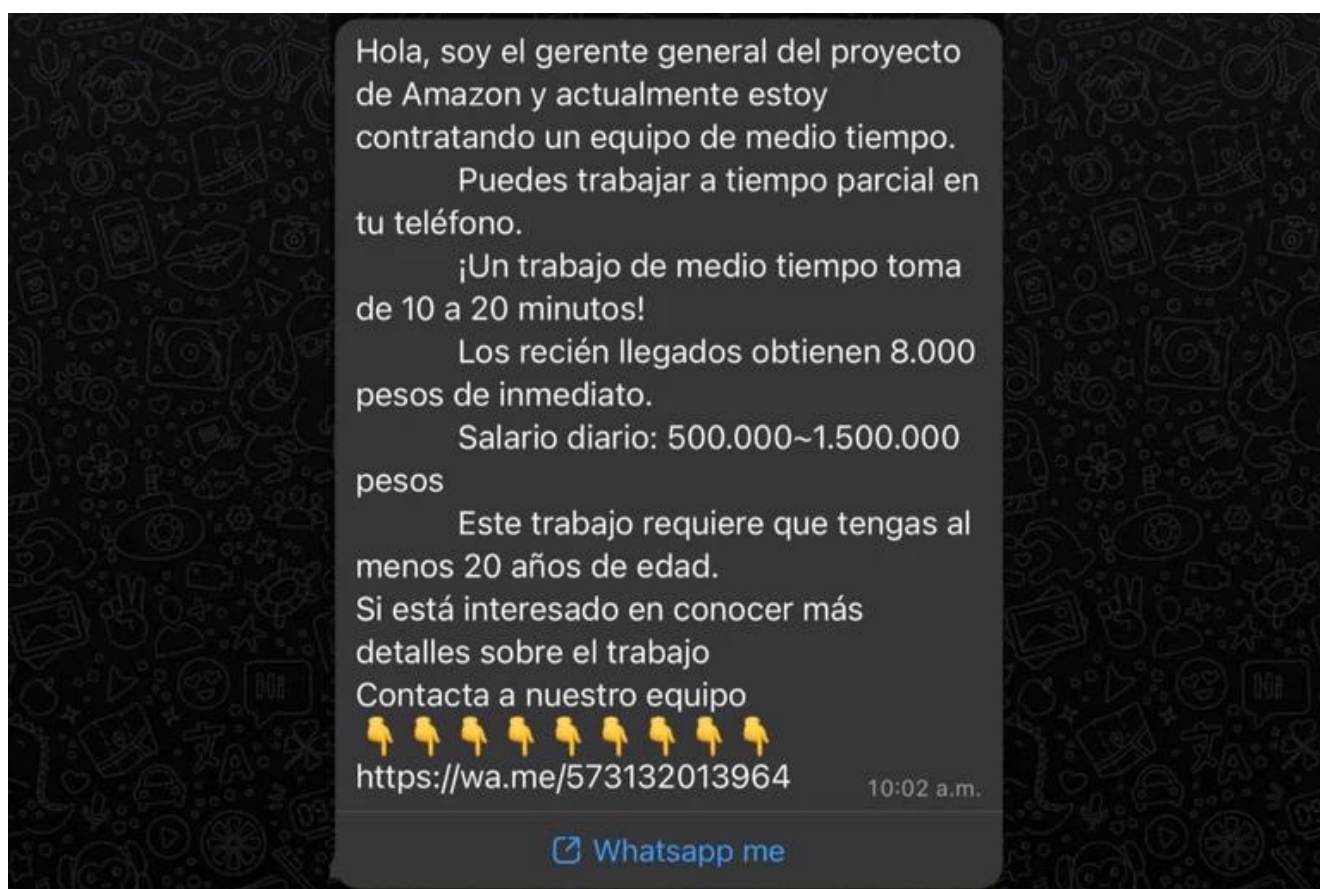 Hola, soy el gerente general del proyecto
de Amazon y actualmente estoy
contratando un equipo de medio tiempo.
Puedes trabajar a tiempo parcial en
tu teléfono.
¡Un trabajo de medio tiempo toma
de 10 a 20 minutos!
Los recién llegados obtienen 8.000
pesos de inmediato.
Salario diario: 500.000~1.500.000
pesos
Este trabajo requiere que tengas al
menos 20 años de edad.
Si está interesado en conocer más
detalles sobre el trabajo
Contacta a nuestro equipo
👇👇👇👇👇👇👇👇👇
https://wa.me/573132013964 10:02 a.m.
Whatsapp me